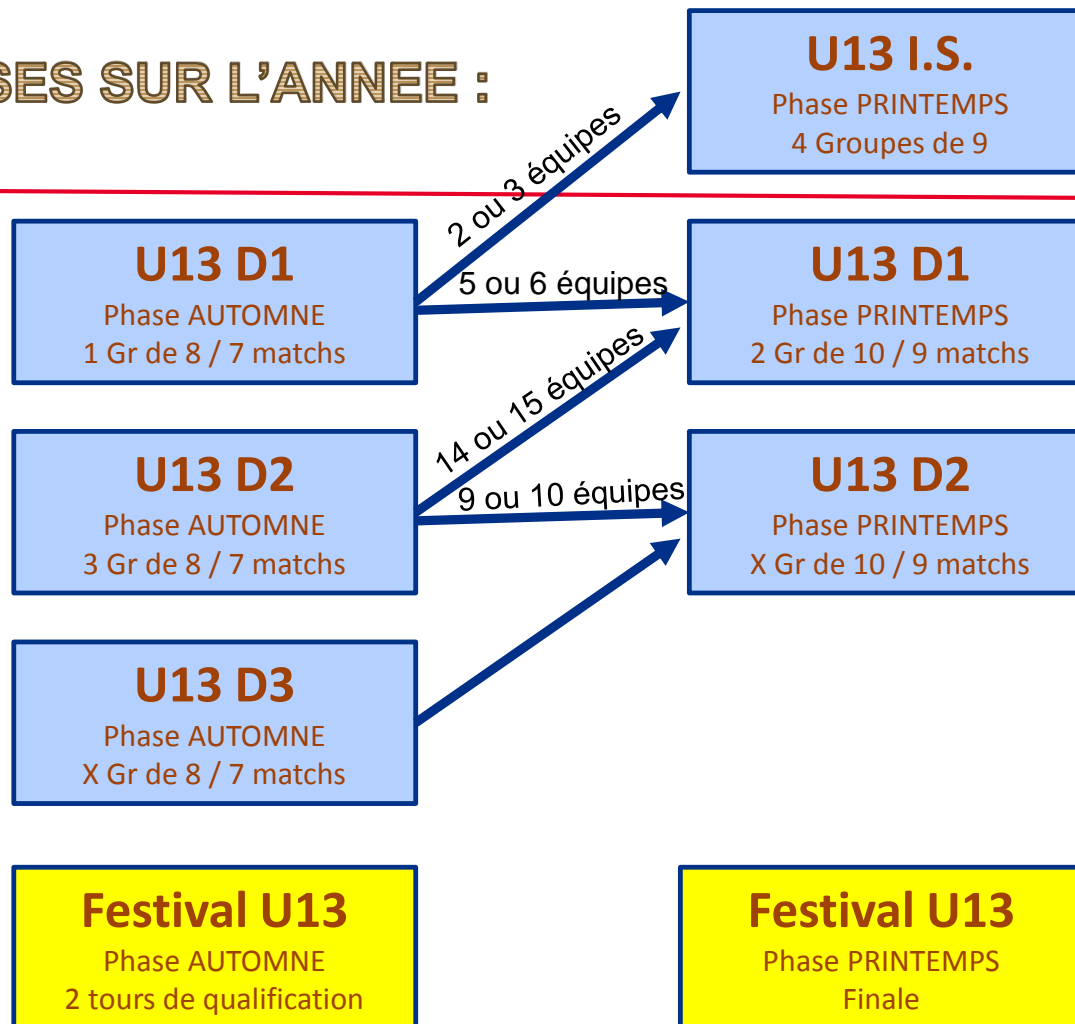 SES SUR L'ANNEE :
U13 I.S.
Phase PRINTEMPS
4 Groupes de 9
2 ou 3 équipes
U13 D1
Phase AUTOMNE
1 Gr de 8 / 7 matchs
5 ou 6 équipes
U13 D1
Phase PRINTEMPS
2 Gr de 10 / 9 matchs
14 ou 15 équipes
U13 D2
Phase AUTOMNE
3 Gr de 8 / 7 matchs
9 ou 10 équipes
U13 D2
Phase PRINTEMPS
X Gr de 10 / 9 matchs
U13 D3
Phase AUTOMNE
X Gr de 8 / 7 matchs
Festival U13
Phase AUTOMNE
2 tours de qualification
Festival U13
Phase PRINTEMPS
Finale